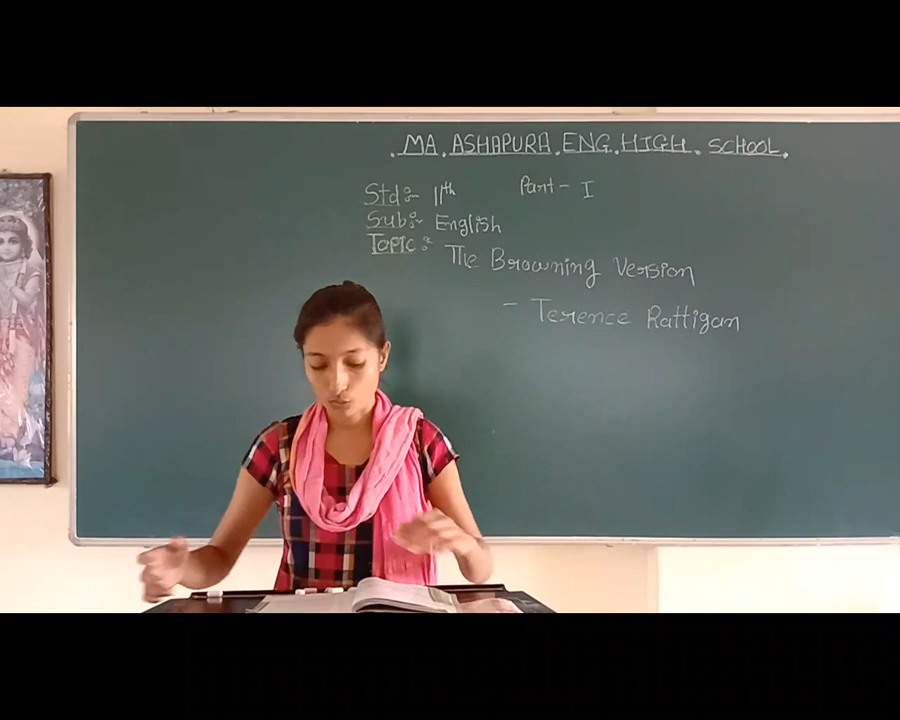 . MA. ASHAPURA. ENG. HIGH. SCHOOL.
Std:- 11th Part - I
Sub:- English
Topic:- The Browning Version
- Terence Rattigan